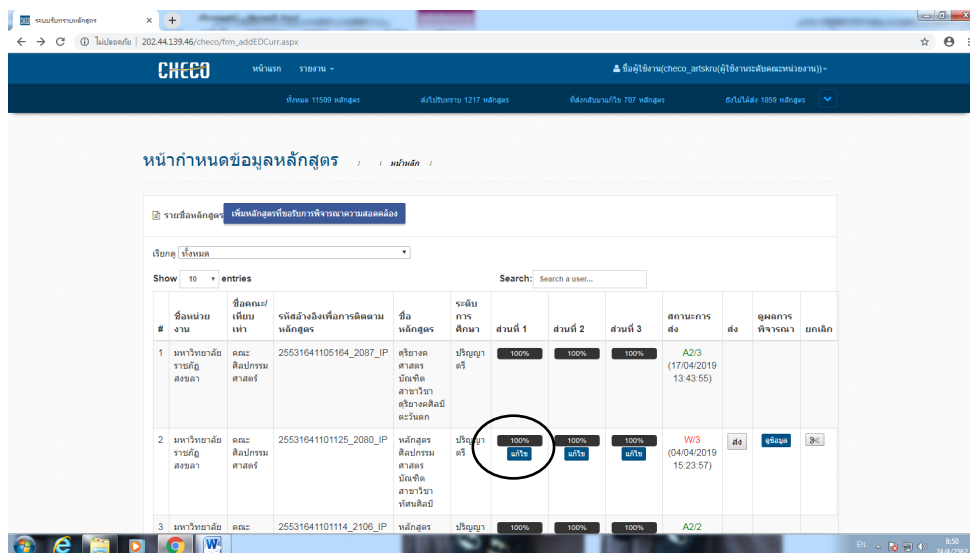 ระบบรับทราบหลักสูตร
ไม่ปลอดภัย | 202.44.139.46/checo/frm_addEDCurr.aspx
CHECO หน้าแรก รายงาน ชื่อผู้ใช้งาน(checo_artskru(ผู้ใช้งานระดับคณะหน่วยงาน))
ทั้งหมด 11509 หลักสูตร ส่งไปรับทราบ 1217 หลักสูตร ที่ส่งกลับมาแก้ไข 707 หลักสูตร ยังไม่ได้ส่ง 1859 หลักสูตร
หน้ากำหนดข้อมูลหลักสูตร / / หน้าหลัก /
รายชื่อหลักสูตร เพิ่มหลักสูตรที่ขอรับการพิจารณาความสอดคล้อง
เรียกดู ทั้งหมด
Show 10 entries Search: Search a user...
# ชื่อหน่วยงาน ชื่อคณะ/เทียบเท่า รหัสอ้างอิงเพื่อการติดตามหลักสูตร ชื่อหลักสูตร ระดับการศึกษา ส่วนที่ 1 ส่วนที่ 2 ส่วนที่ 3 สถานะการส่ง ส่ง ดูผลการพิจารณา ยกเลิก
1 มหาวิทยาลัย คณะ 25531641105164_2087_IP ดุริยางค ปริญญา 100% 100% 100% A2/3
ราชภัฏ ศิลปกรรม ศาสตร ตรี (17/04/2019
สงขลา ศาสตร์ บัณฑิต 13:43:55)
สาขาวิชา
ดุริยางคศิลป์
ตะวันตก
2 มหาวิทยาลัย คณะ 25531641101125_2080_IP หลักสูตร ปริญญา 100% 100% 100% W/3 ส่ง ดูข้อมูล
ราชภัฏ ศิลปกรรม ศิลปกรรม ตรี แก้ไข แก้ไข แก้ไข (04/04/2019
สงขลา ศาสตร์ ศาสตร 15:23:57)
บัณฑิต
สาขาวิชา
ทัศนศิลป์
3 มหาวิทยาลัย คณะ 25531641101114_2106_IP หลักสูตร ปริญญา 100% 100% 100% A2/2
EN 8:50
24/4/2562